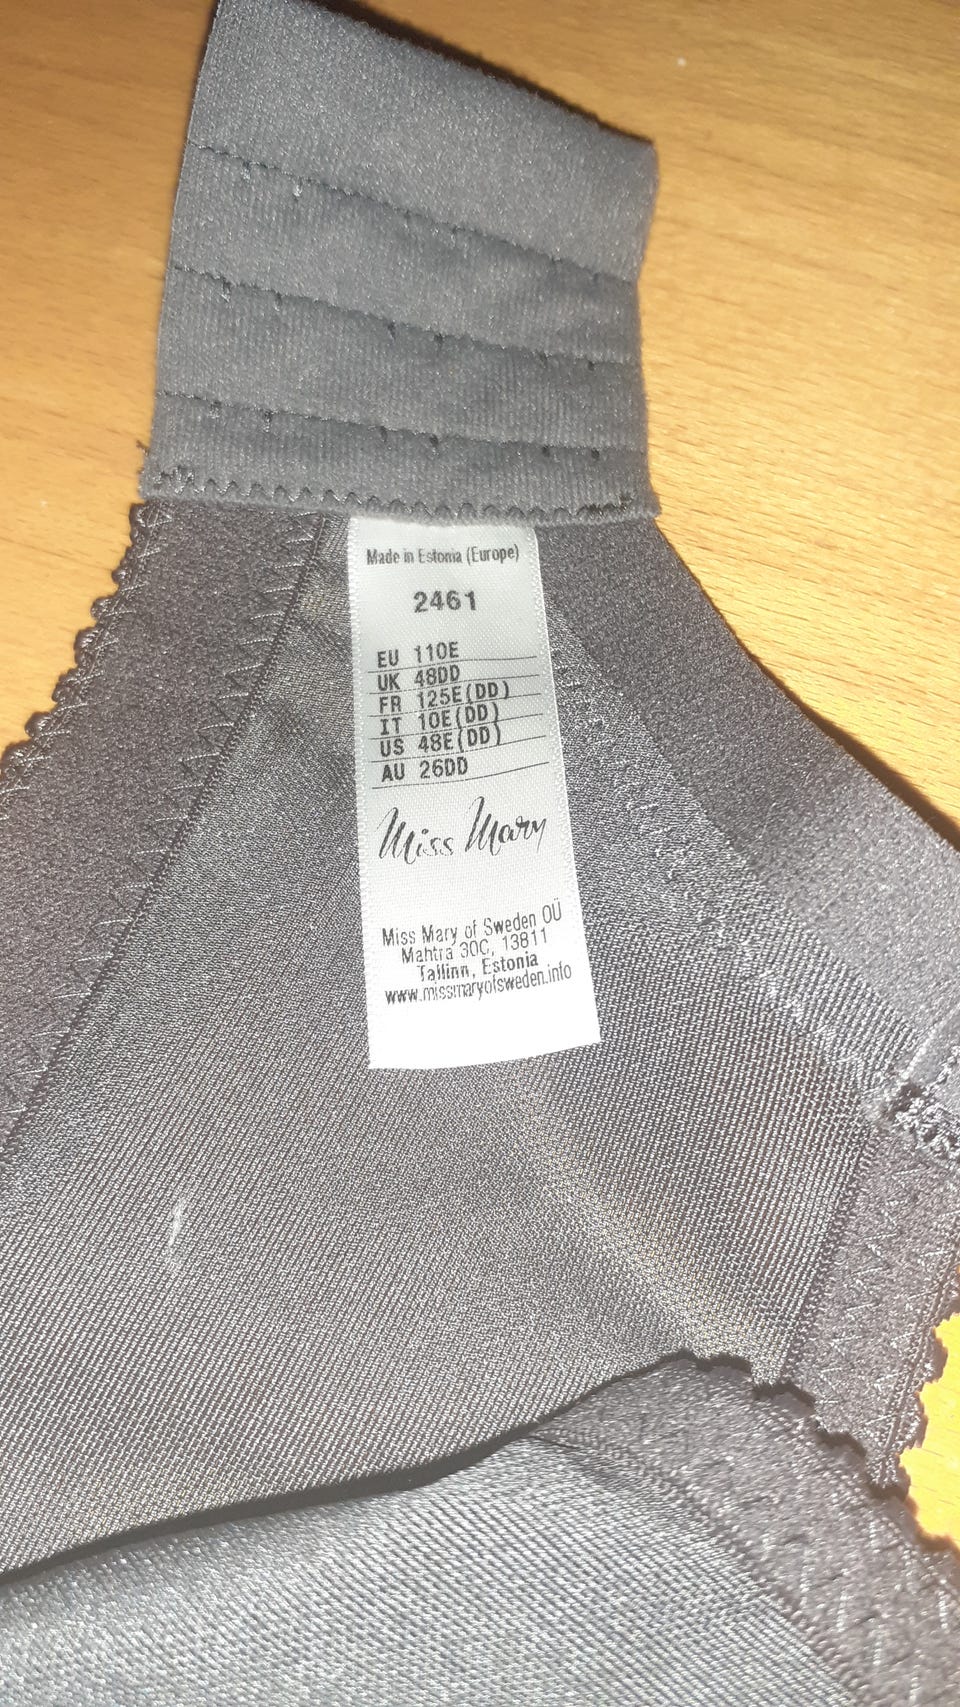 Made in Estonia (Europe)
2461
EU 110E
UK 48DD
FR 125E(DD)
IT 10E(DD)
US 48E(DD)
AU 26DD
Miss Mary
Miss Mary of Sweden OÜ
Mahtra 30C, 13811
Tallinn, Estonia
www.missmaryofsweden.info